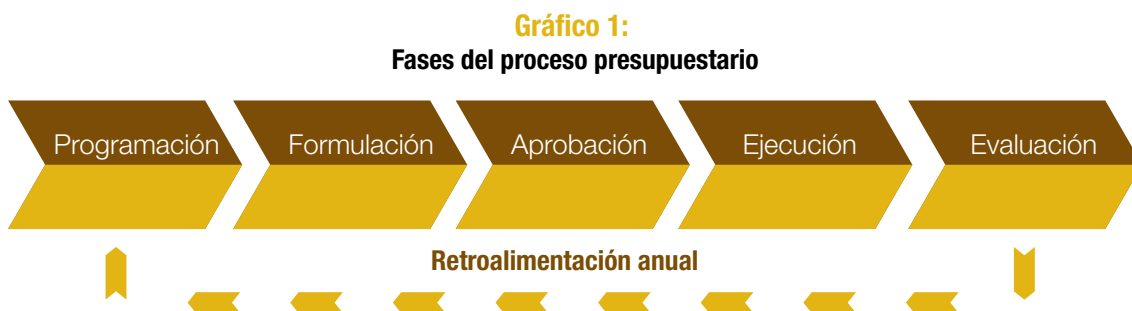 Gráfico 1:
Fases del proceso presupuestario
Programación
Formulación
Aprobación
Ejecución
Evaluación
Retroalimentación anual